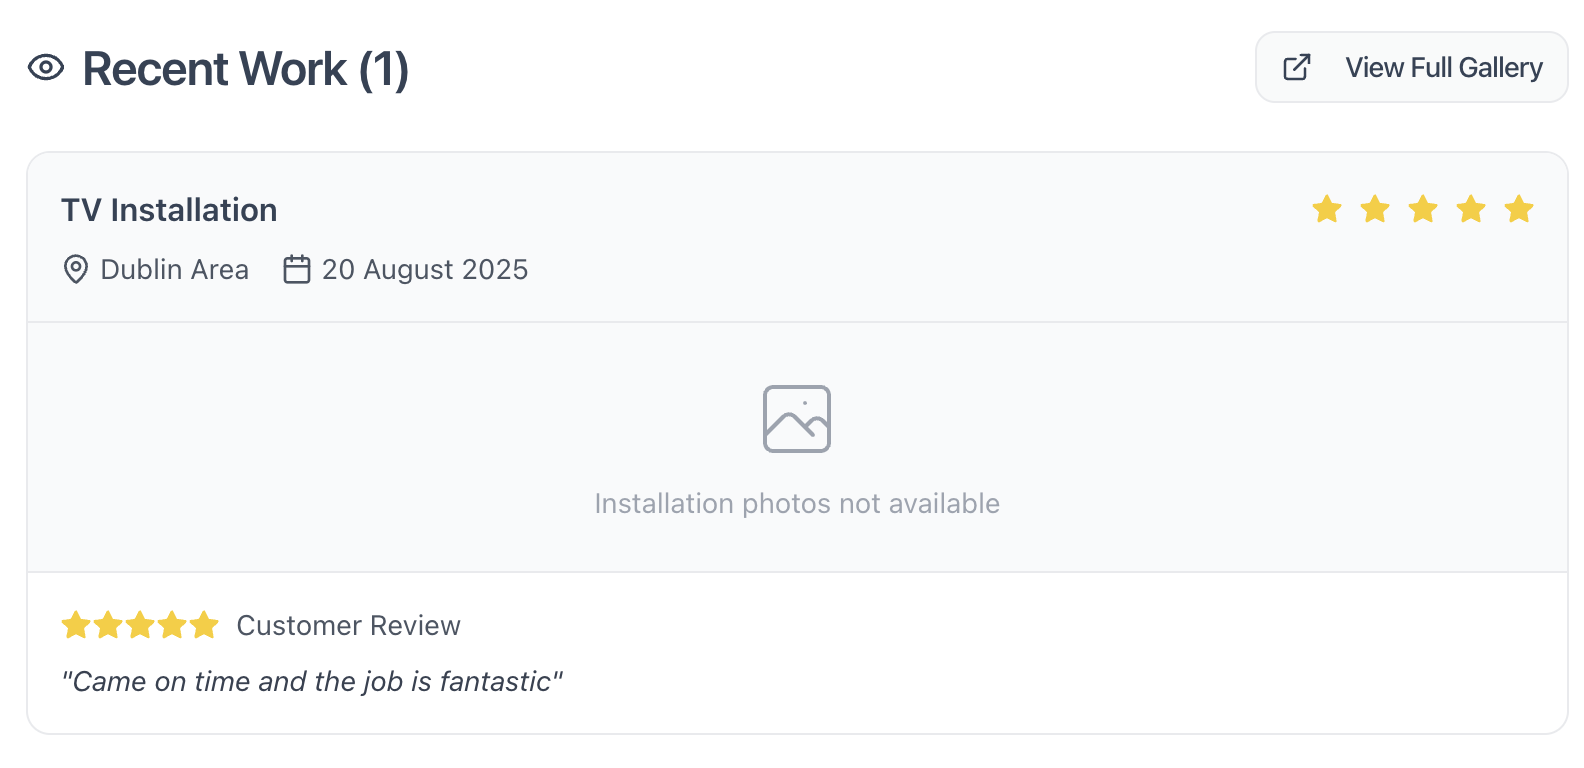 Recent Work (1)
View Full Gallery
TV Installation
Dublin Area
20 August 2025
Installation photos not available
Customer Review
"Came on time and the job is fantastic"